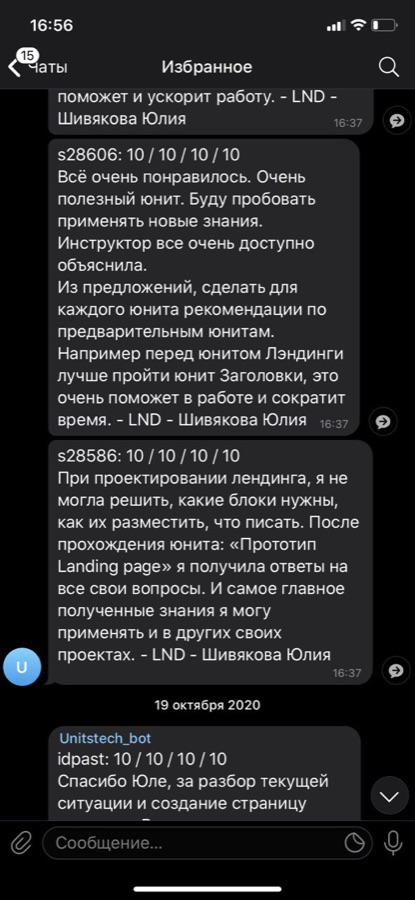 16:56
15
Чаты
Избранное
поможет и ускорит работу. - LND -
Шивякова Юлия
16:37
s28606: 10 / 10 / 10 / 10
Всё очень понравилось. Очень
полезный юнит. Буду пробовать
применять новые знания.
Инструктор все очень доступно
объяснила.
Из предложений, сделать для
каждого юнита рекомендации по
предварительным юнитам.
Например перед юнитом Лэндинги
лучше пройти юнит Заголовки, это
очень поможет в работе и сократит
время. - LND - Шивякова Юлия
16:37
s28586: 10 / 10 / 10 / 10
При проектировании лендинга, я не
могла решить, какие блоки нужны,
как их разместить, что писать. После
прохождения юнита: «Прототип
Landing page» я получила ответы на
все свои вопросы. И самое главное
полученные знания я могу
применять и в других своих
проектах. - LND - Шивякова Юлия
16:37
U
19 октября 2020
Unitstech_bot
idpast: 10 / 10 / 10 / 10
Спасибо Юле, за разбор текущей
ситуации и создание страницу
Сообщение...